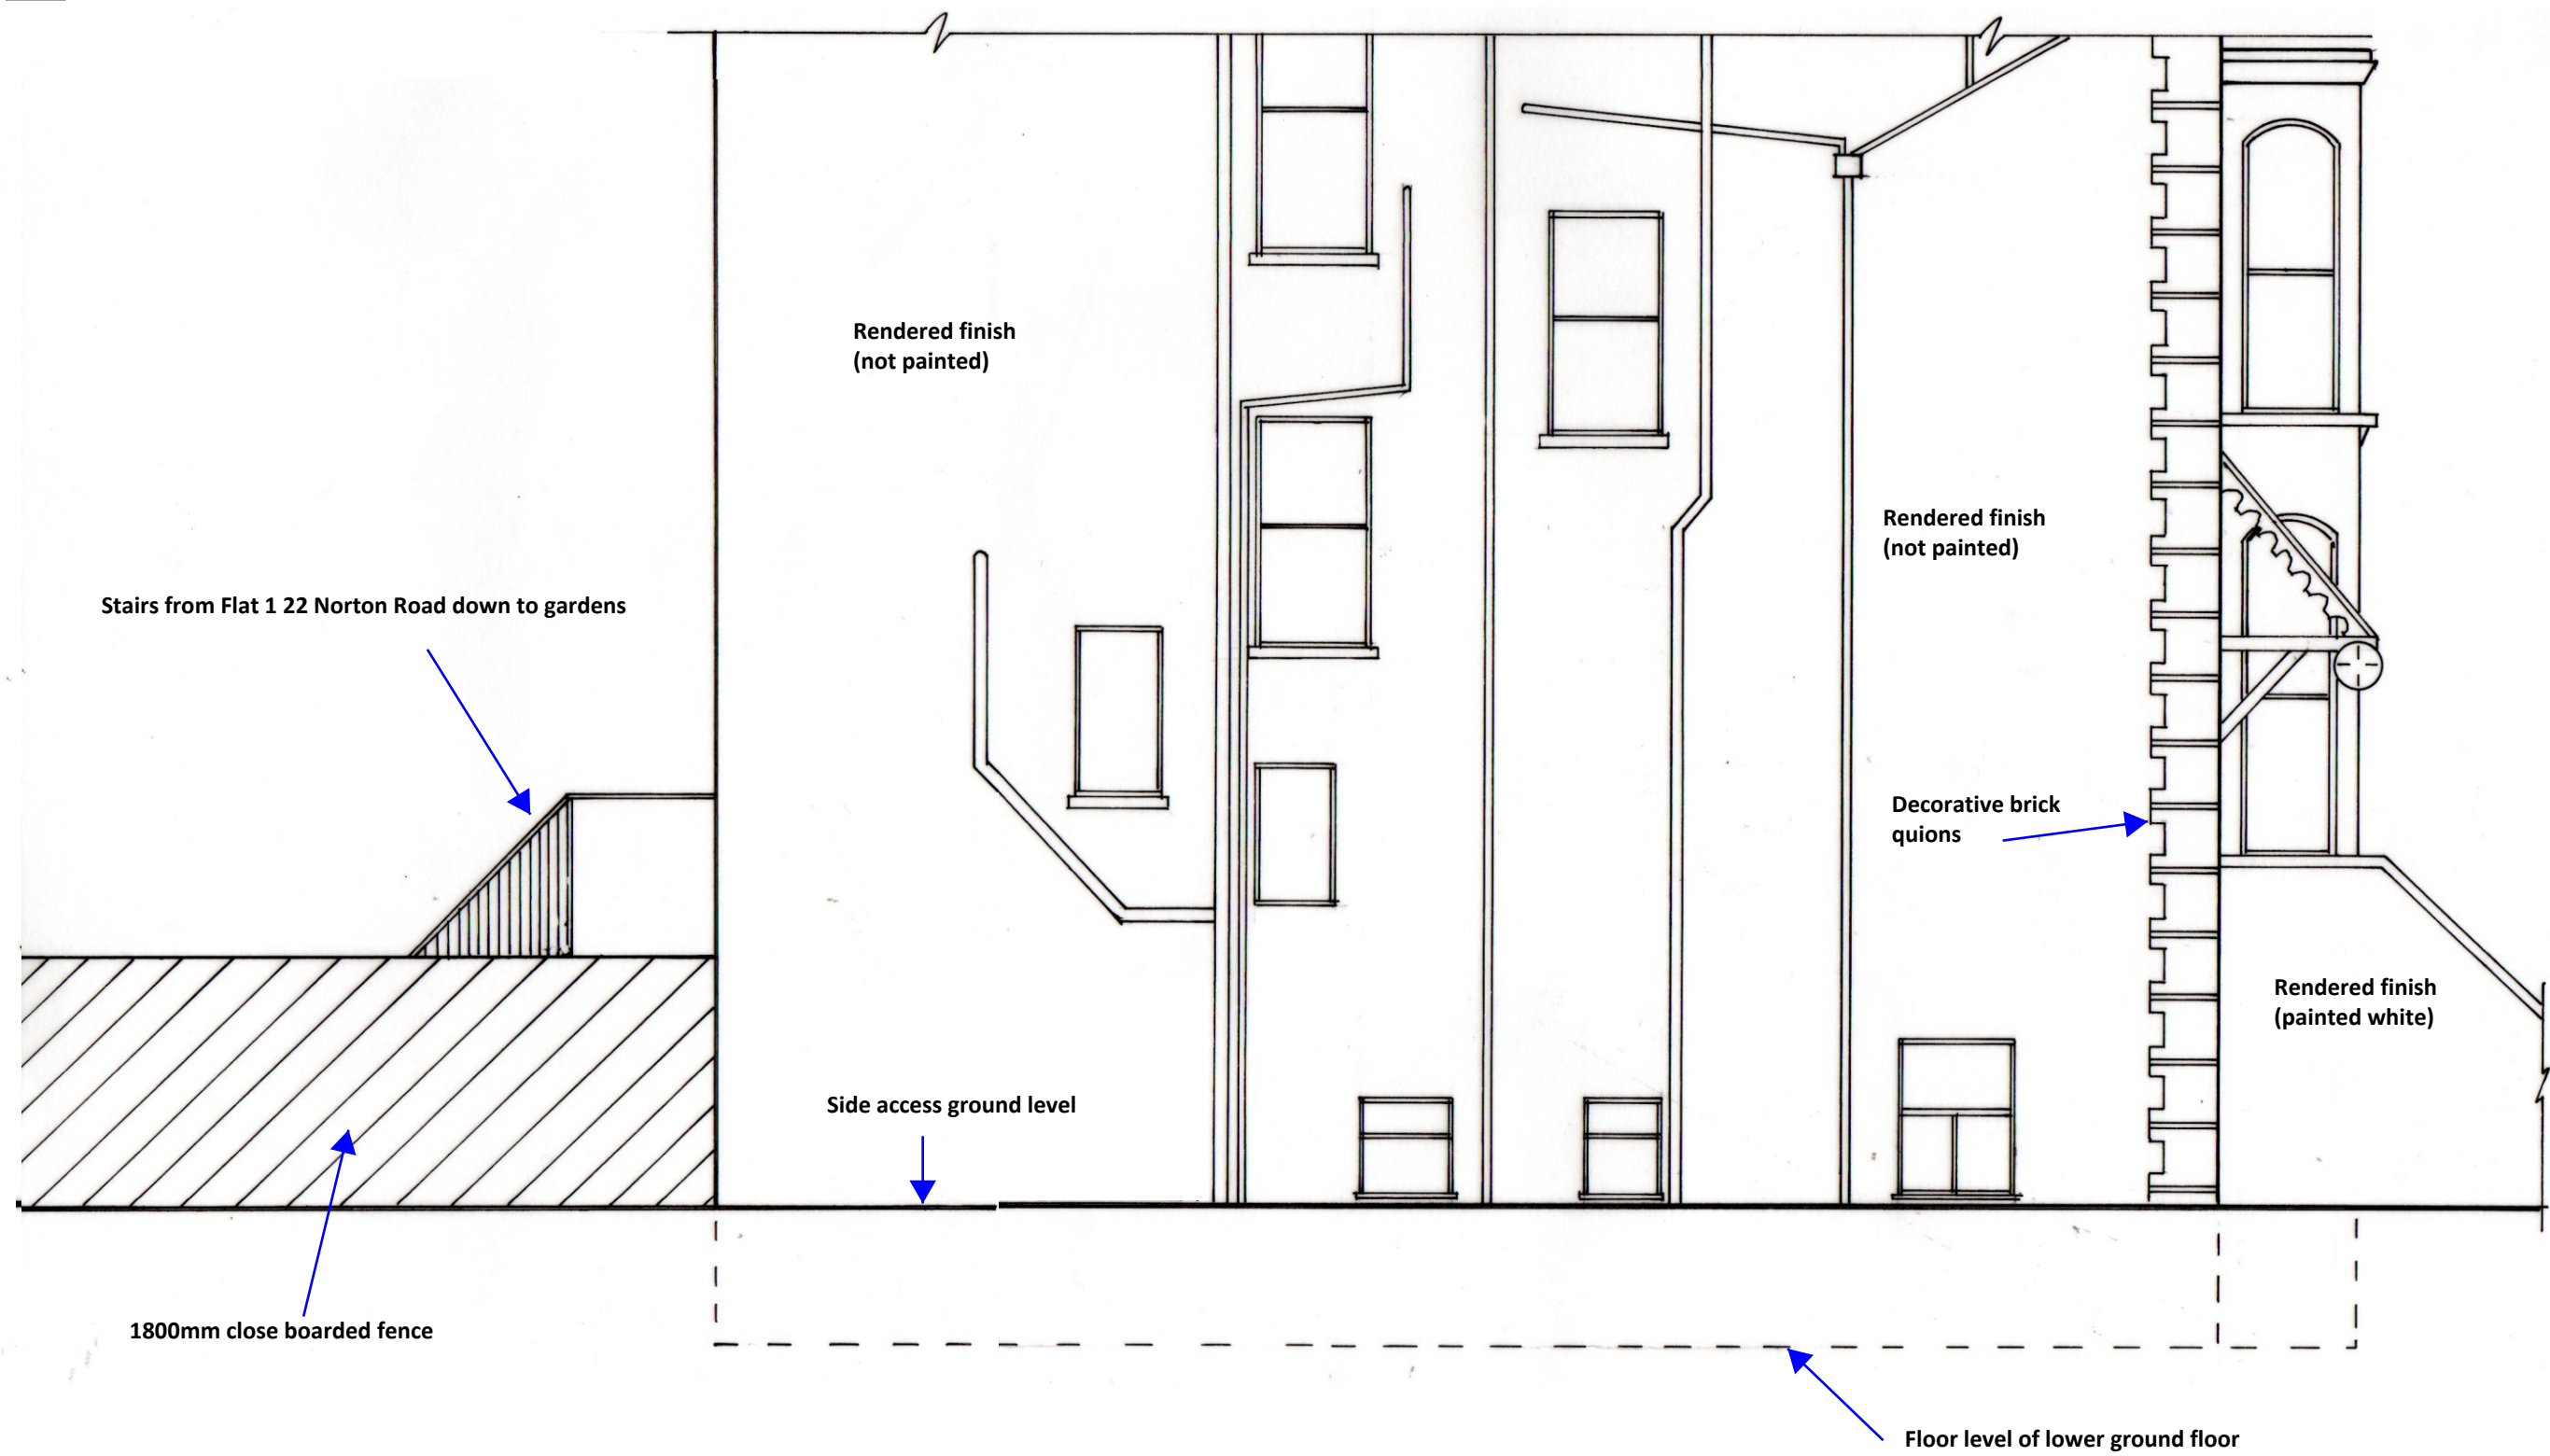 Rendered finish
(not painted)
Rendered finish
(not painted)
Stairs from Flat 1 22 Norton Road down to gardens
Decorative brick
quions
Rendered finish
(painted white)
Side access ground level
1800mm close boarded fence
Floor level of lower ground floor